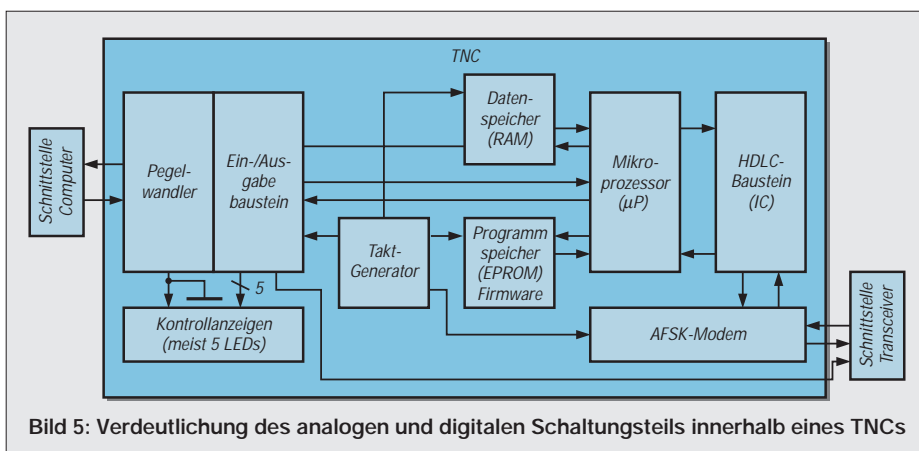 TNC
Schnittstelle
Computer
Pegel-
wandler
Ein-/Aus-
gabe
baustein
Daten-
speicher
(RAM)
Mikro-
prozessor
(µP)
HDLC-
Baustein
(IC)
Takt-
Generator
Programm
speicher
(EPROM)
Firmware
5
Kontrollanzeigen
(meist 5 LEDs)
AFSK-Modem
Schnittstelle
Transceiver
Bild 5: Verdeutlichung des analogen und digitalen Schaltungsteils innerhalb eines TNCs